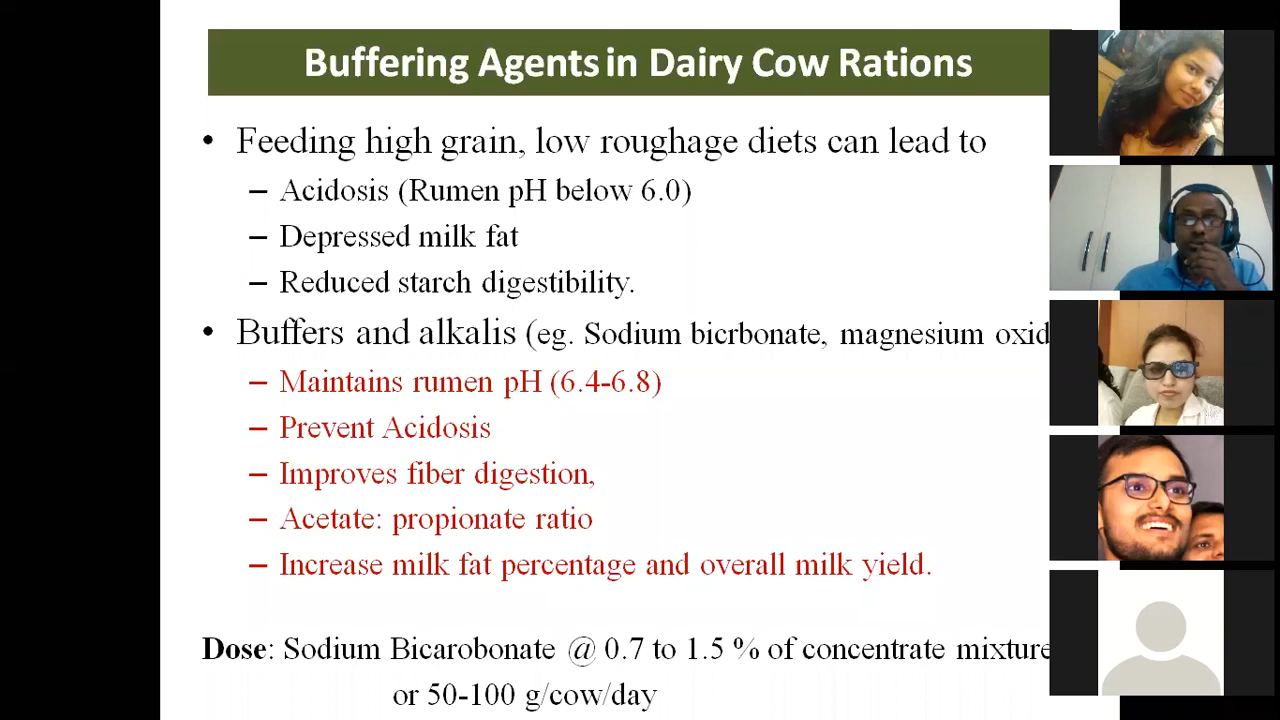 Buffering Agents in Dairy Cow Rations
• Feeding high grain, low roughage diets can lead to
– Acidosis (Rumen pH below 6.0)
– Depressed milk fat
– Reduced starch digestibility.
• Buffers and alkalis (eg. Sodium bicrbonate, magnesium oxid
– Maintains rumen pH (6.4-6.8)
– Prevent Acidosis
– Improves fiber digestion,
– Acetate: propionate ratio
– Increase milk fat percentage and overall milk yield.
Dose: Sodium Bicarobonate @ 0.7 to 1.5 % of concentrate mixture
or 50-100 g/cow/day